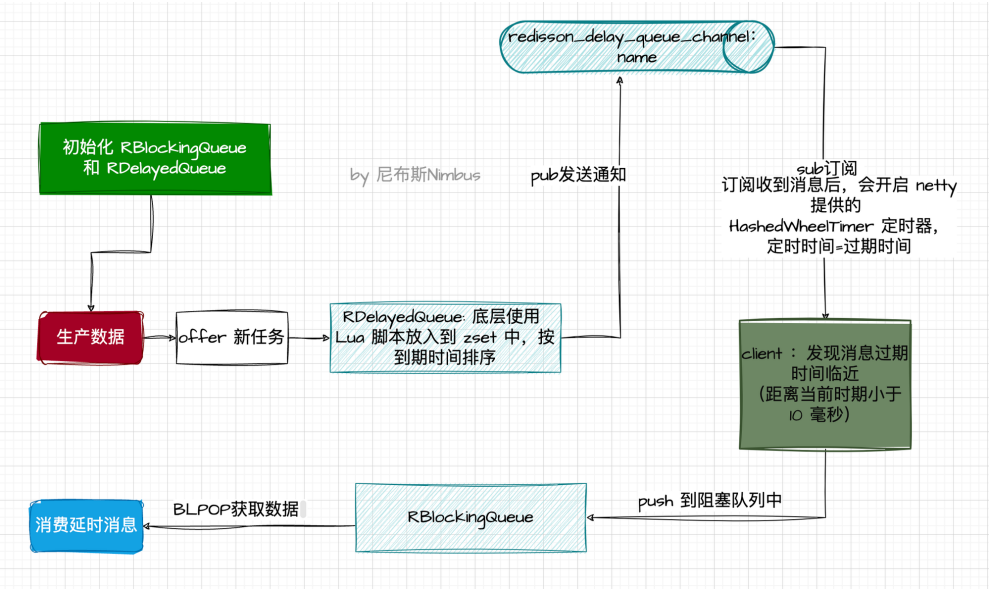 redisson_delay_queue_channel:
name
初始化 RBlockingQueue
和 RDelayedQueue
by 尼布斯Nimbus
pub发送通知
sub订阅
订阅收到消息后，会开启 netty
提供的
HashedWheelTimer 定时器，
定时时间=过期时间
生产数据
offer 新任务
RDelayedQueue: 底层使用
Lua 脚本放入到 zset 中，按
到期时间排序
client ：发现消息过期
时间临近
（距离当前时期小于
10 毫秒）
push 到阻塞队列中
RBlockingQueue
BLPOP获取数据
消费延时消息